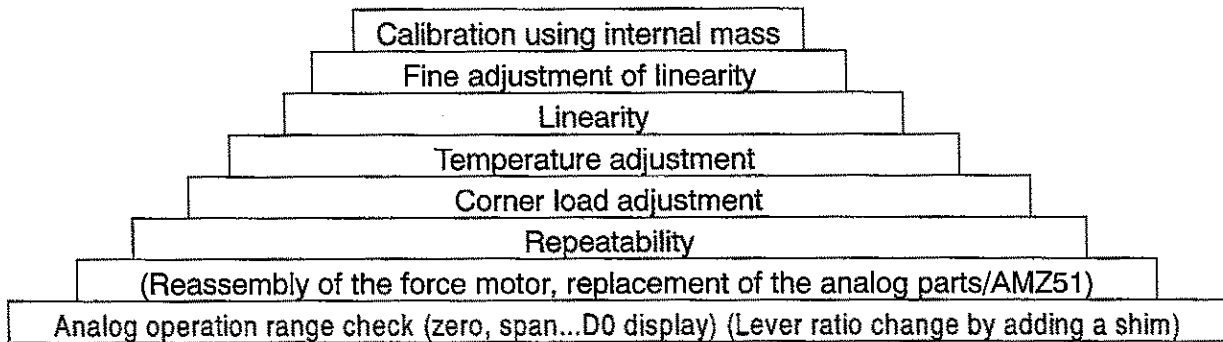 Calibration using internal mass
Fine adjustment of linearity
Linearity
Temperature adjustment
Corner load adjustment
Repeatability
(Reassembly of the force motor, replacement of the analog parts/AMZ51)
Analog operation range check (zero, span...D0 display) (Lever ratio change by adding a shim)